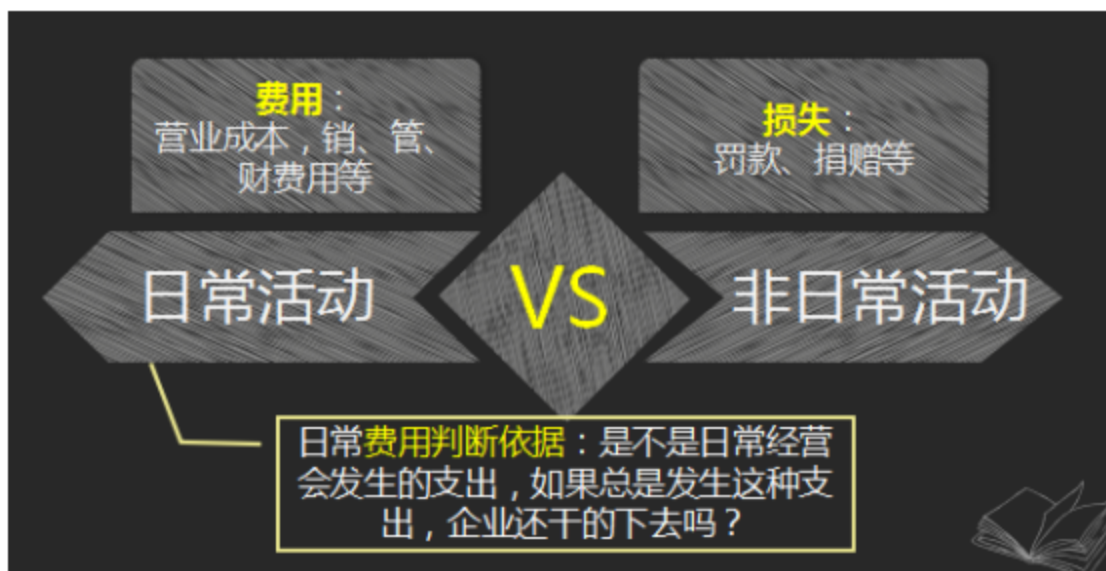 费用：
营业成本，销、管、
财费用等
损失：
罚款、捐赠等
日常活动
VS
非日常活动
日常费用判断依据：是不是日常经营
会发生的支出，如果总是发生这种支
出，企业还干的下去吗？